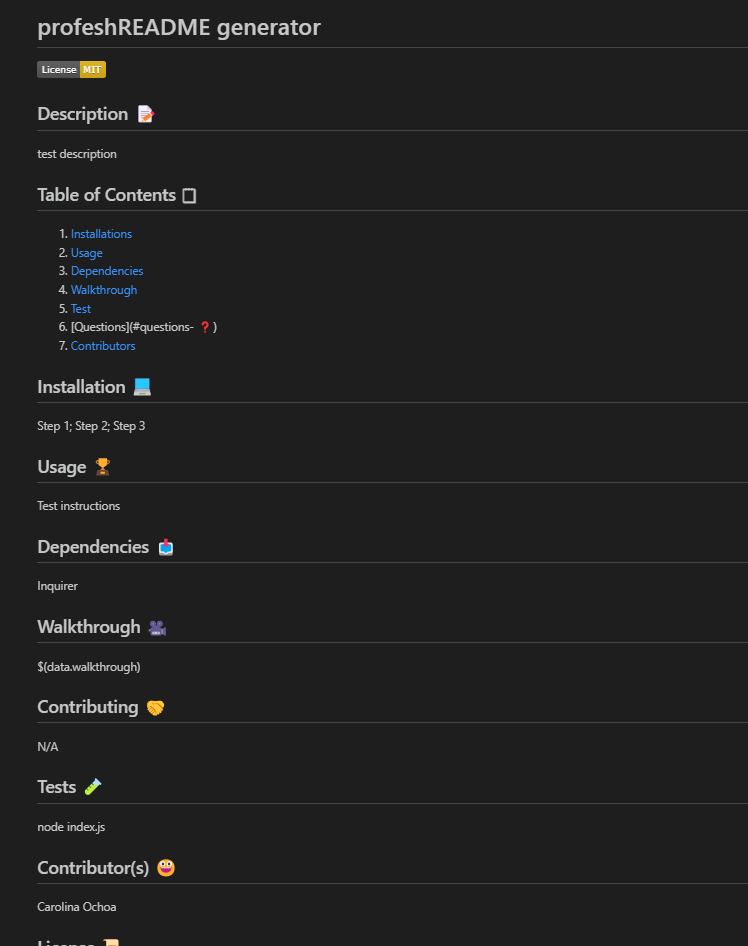 profeshREADME generator
License MIT
Description 📝
test description
Table of Contents 📋
1. Installations
2. Usage
3. Dependencies
4. Walkthrough
5. Test
6. [Questions](#questions- ❓ )
7. Contributors
Installation 💻
Step 1; Step 2; Step 3
Usage 🏆
Test instructions
Dependencies 📥
Inquirer
Walkthrough 🎥
$(data.walkthrough)
Contributing 🤝
N/A
Tests 🧪
node index.js
Contributor(s) 😀
Carolina Ochoa
License 📜